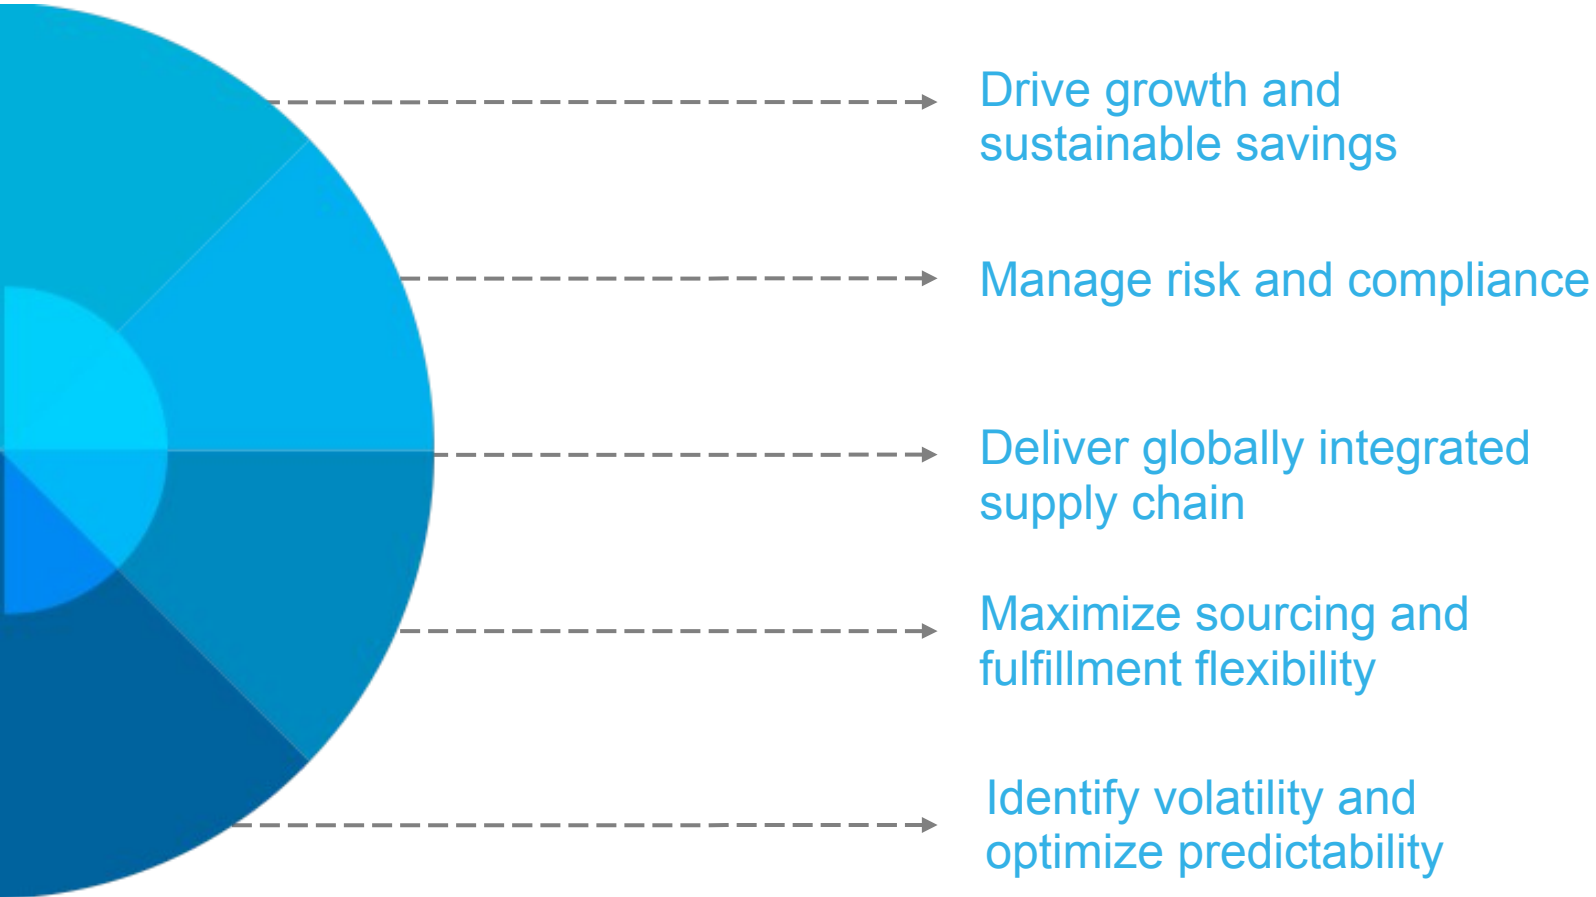 Drive growth and
sustainable savings
Manage risk and compliance
Deliver globally integrated
supply chain
Maximize sourcing and
fulfillment flexibility
Identify volatility and
optimize predictability